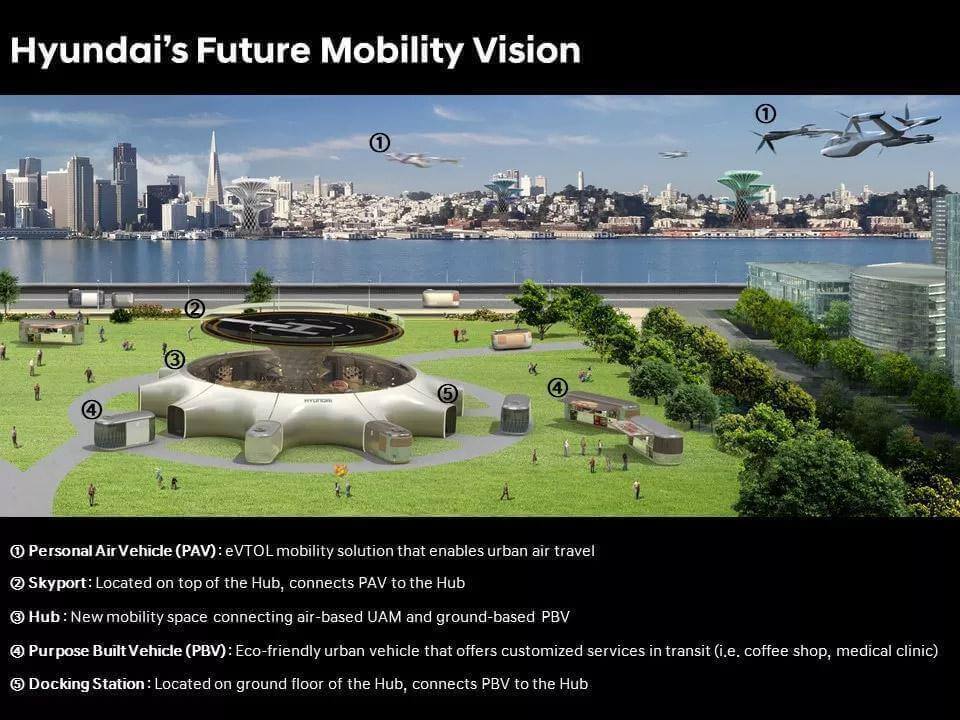 Hyundai's Future Mobility Vision
①
①
②
③
HYUNDAI
⑤
④
④
① Personal Air Vehicle (PAV) : eVTOL mobility solution that enables urban air travel
② Skyport : Located on top of the Hub, connects PAV to the Hub
③ Hub : New mobility space connecting air-based UAM and ground-based PBV
④ Purpose Built Vehicle (PBV) : Eco-friendly urban vehicle that offers customized services in transit (i.e. coffee shop, medical clinic)
⑤ Docking Station : Located on ground floor of the Hub, connects PBV to the Hub